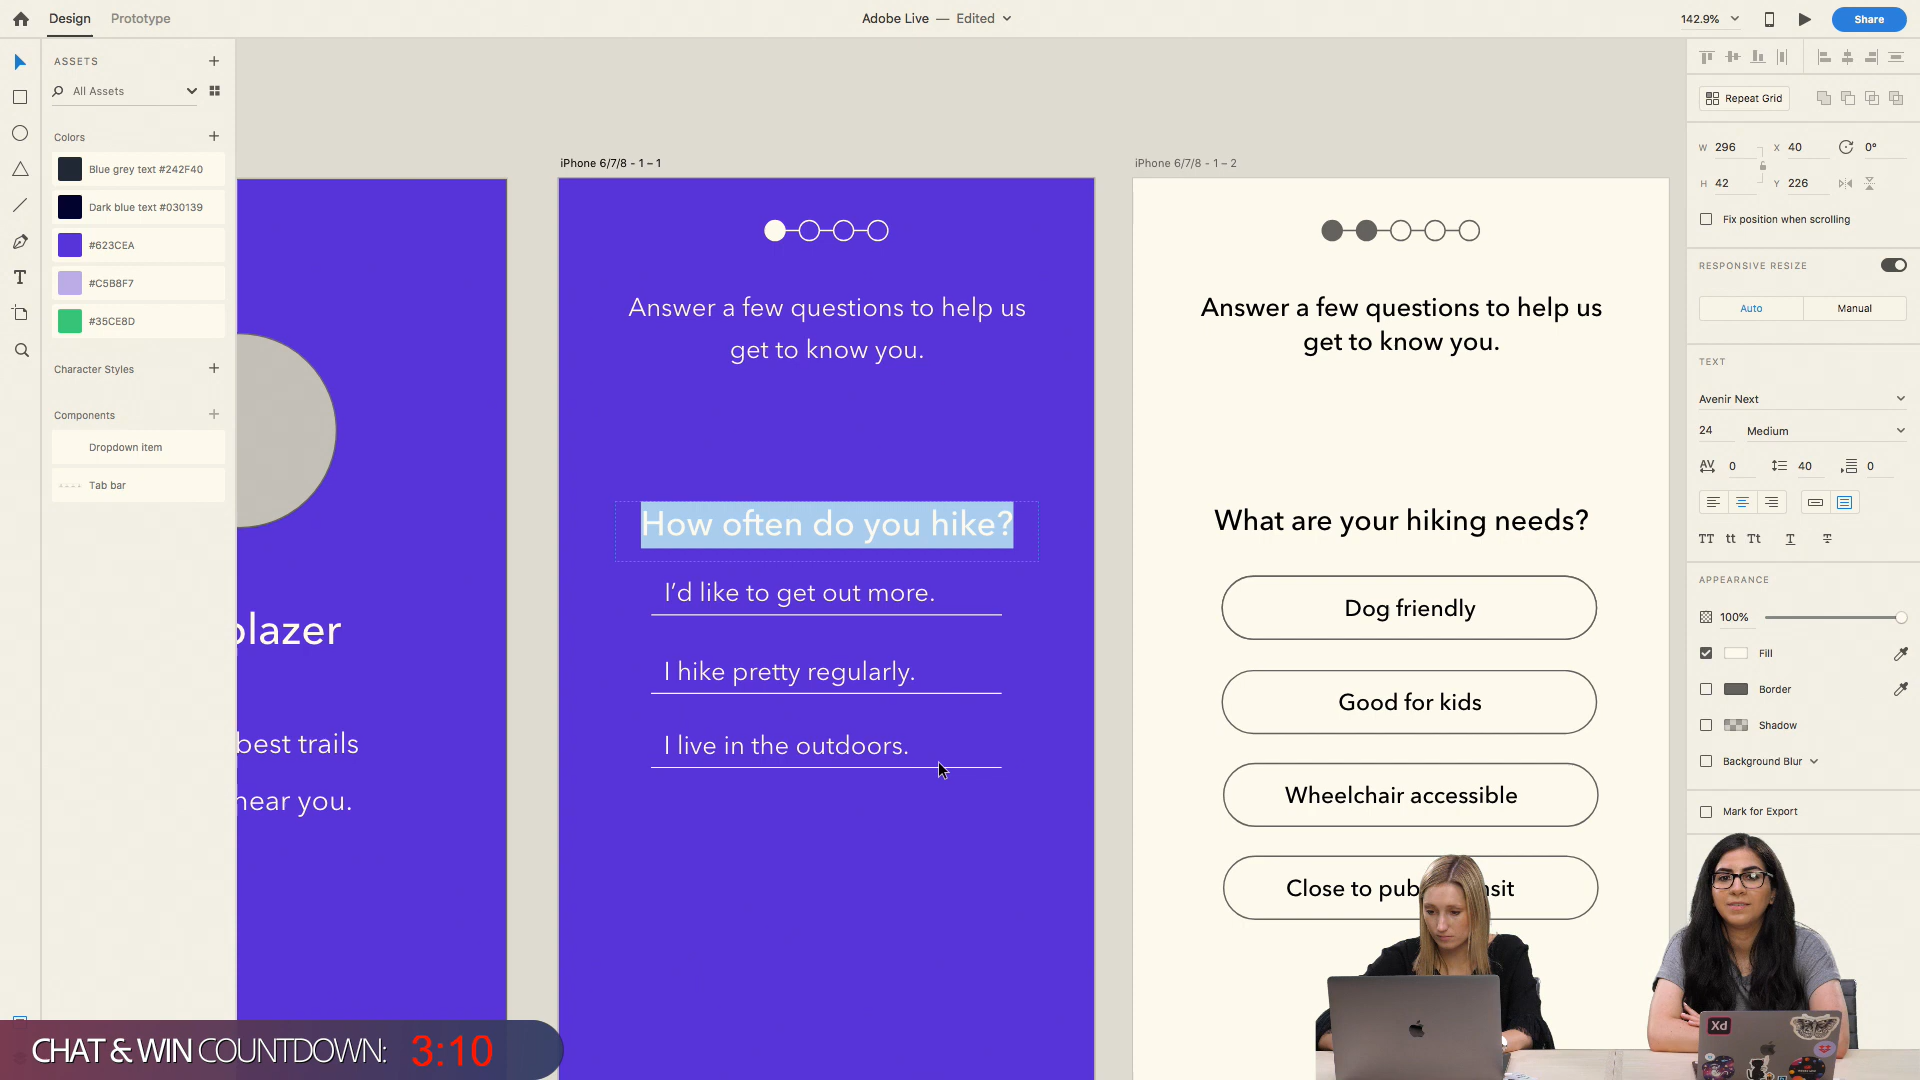 Design
Prototype
Adobe Live — Edited
142.9%
Share
ASSETS
All Assets
Colors
Blue grey text #242F40
Dark blue text #030139
#623CEA
#C5B8F7
#35CE8D
Character Styles
Components
Dropdown item
Tab bar
blazer
best trails
near you.
iPhone 6/7/8 - 1 – 1
Answer a few questions to help us
get to know you.
How often do you hike?
I’d like to get out more.
I hike pretty regularly.
I live in the outdoors.
iPhone 6/7/8 - 1 – 2
Answer a few questions to help us
get to know you.
What are your hiking needs?
Dog friendly
Good for kids
Wheelchair accessible
Close to pub
nsit
Repeat Grid
W 296 X 40 0°
H 42 Y 226
Fix position when scrolling
RESPONSIVE RESIZE
Auto Manual
TEXT
Avenir Next
24 Medium
AV 0 40 0
TT tt Tt T T
APPEARANCE
100%
Fill
Border
Shadow
Background Blur
Mark for Export
Xd
CHAT & WIN COUNTDOWN: 3:10